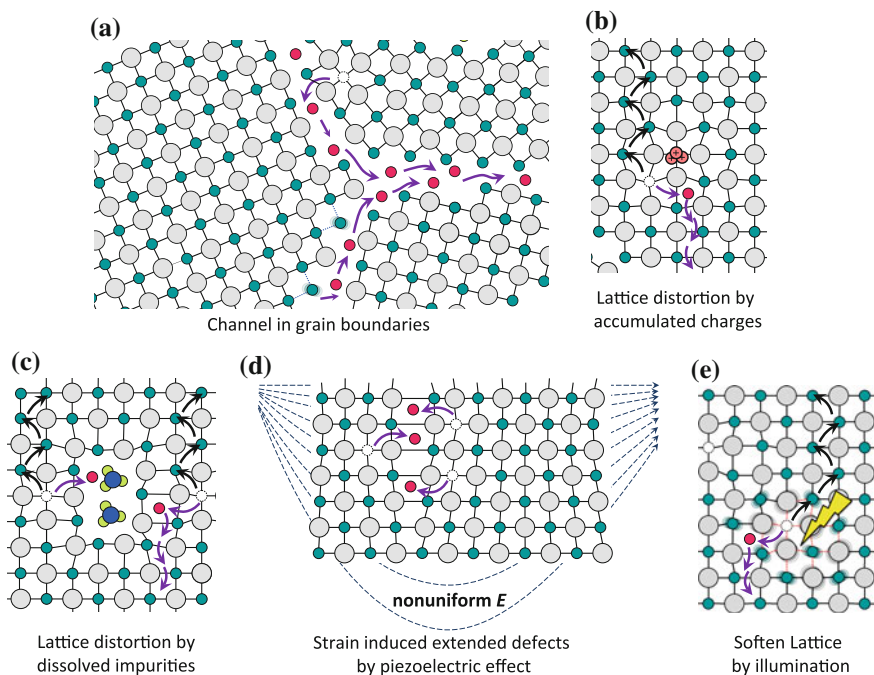 (a)
(b)
Channel in grain boundaries
+ + +
Lattice distortion by
accumulated charges
(c)
(d)
(e)
nonuniform E
Lattice distortion by
dissolved impurities
Strain induced extended defects
by piezoelectric effect
Soften Lattice
by illumination